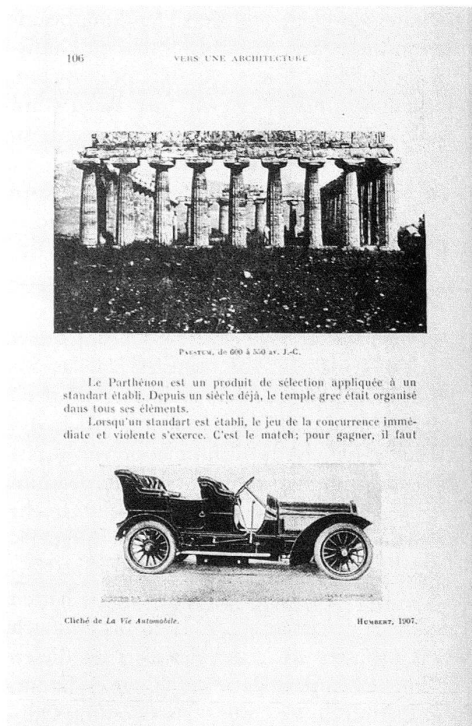 106
VERS UNE ARCHITECTURE
PAESTUM, de 600 à 550 av. J.-C.
Le Parthénon est un produit de sélection appliquée à un
standart établi. Depuis un siècle déjà, le temple grec était organisé
dans tous ses éléments.
Lorsqu'un standart est établi, le jeu de la concurrence immé-
diate et violente s'exerce. C'est le match; pour gagner, il faut
Cliché de La Vie Automobile.
HUMBERT, 1907.